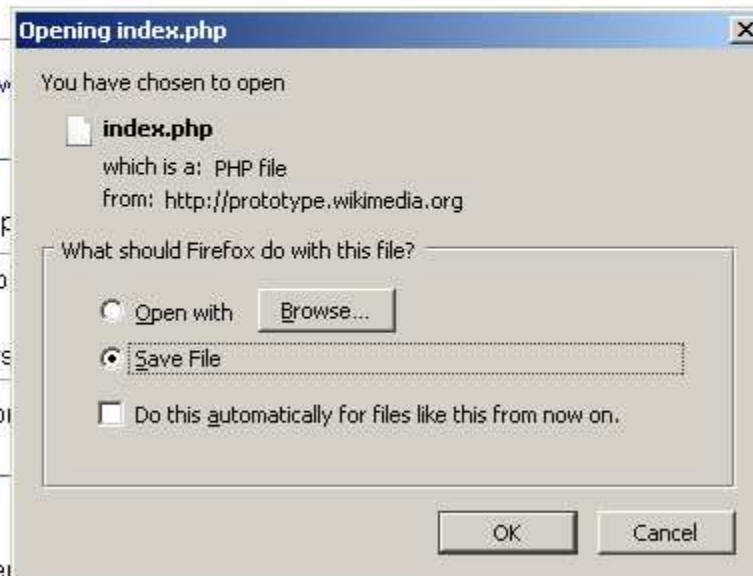 Opening index.php
You have chosen to open
index.php
which is a: PHP file
from: http://prototype.wikimedia.org
What should Firefox do with this file?
Open with Browse...
Save File
Do this automatically for files like this from now on.
OK Cancel